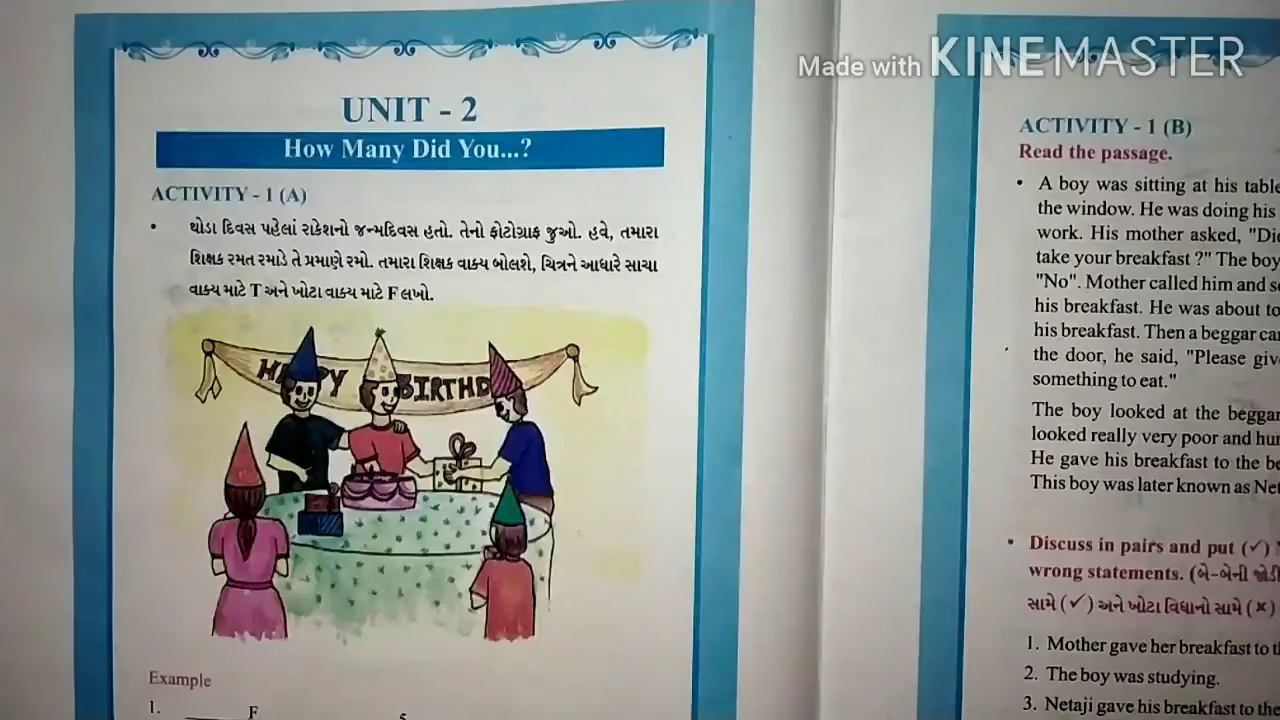 Made with KINEMASTER
UNIT - 2
How Many Did You...?
ACTIVITY - 1 (A)
• થોડા દિવસ પહેલાં રાકેશનો જન્મદિવસ હતો. તેનો ફોટોગ્રાફ જુઓ. હવે, તમારા
શિક્ષક રમત રમાડે તે પ્રમાણે રમો. તમારા શિક્ષક વાક્ય બોલશે, ચિત્રને આધારે સાચા
વાક્ય માટે T અને ખોટા વાક્ય માટે F લખો.
BIRTHD
Example
1. ______ F
5
ACTIVITY - 1 (B)
Read the passage.
• A boy was sitting at his table
the window. He was doing his
work. His mother asked, "Did
take your breakfast ?" The boy
"No". Mother called him and
his breakfast. He was about to
his breakfast. Then a beggar
the door, he said, "Please
something to eat."
The boy looked at the beggar
looked really very poor and
He gave his breakfast to the
This boy was later known as
• Discuss in pairs and put (✓)
wrong statements. (બે-બેની
સામે (✓) અને ખોટા વિધાનો સામે (×)
1. Mother gave her breakfast to
2. The boy was studying.
3. Netaji gave his breakfast to the